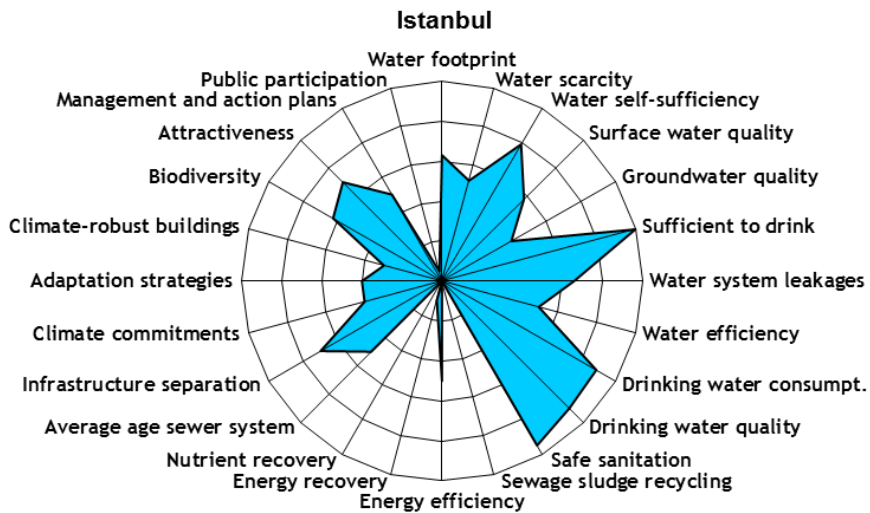 Istanbul
Water footprint
Water scarcity
Water self-sufficiency
Surface water quality
Groundwater quality
Sufficient to drink
Water system leakages
Water efficiency
Drinking water consumpt.
Drinking water quality
Safe sanitation
Sewage sludge recycling
Energy efficiency
Energy recovery
Nutrient recovery
Average age sewer system
Infrastructure separation
Climate commitments
Adaptation strategies
Climate-robust buildings
Biodiversity
Attractiveness
Management and action plans
Public participation